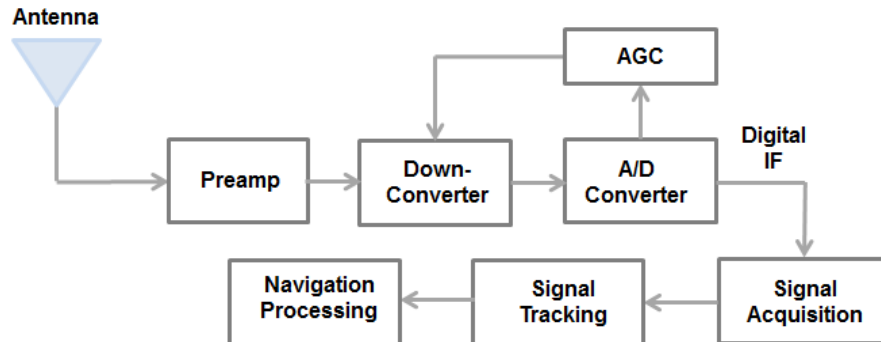 Antenna
AGC
Preamp
Down-
Converter
A/D
Converter
Digital
IF
Navigation
Processing
Signal
Tracking
Signal
Acquisition